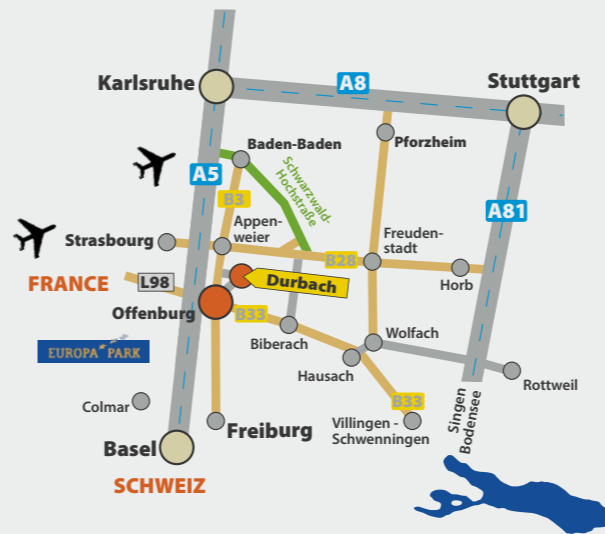 Karlsruhe
A8
Stuttgart
Baden-Baden
Pforzheim
A5
Schwarzwald-
Hochstraße
B3
A81
Appen-
weier
Strasbourg
Freuden-
stadt
B28
Horb
FRANCE
L98
Durbach
Offenburg
B33
EUROPA PARK
Biberach
Wolfach
Hausach
Rottweil
Colmar
B33
Freiburg
Villingen -
Schwenningen
Singen
Bodensee
Basel
SCHWEIZ